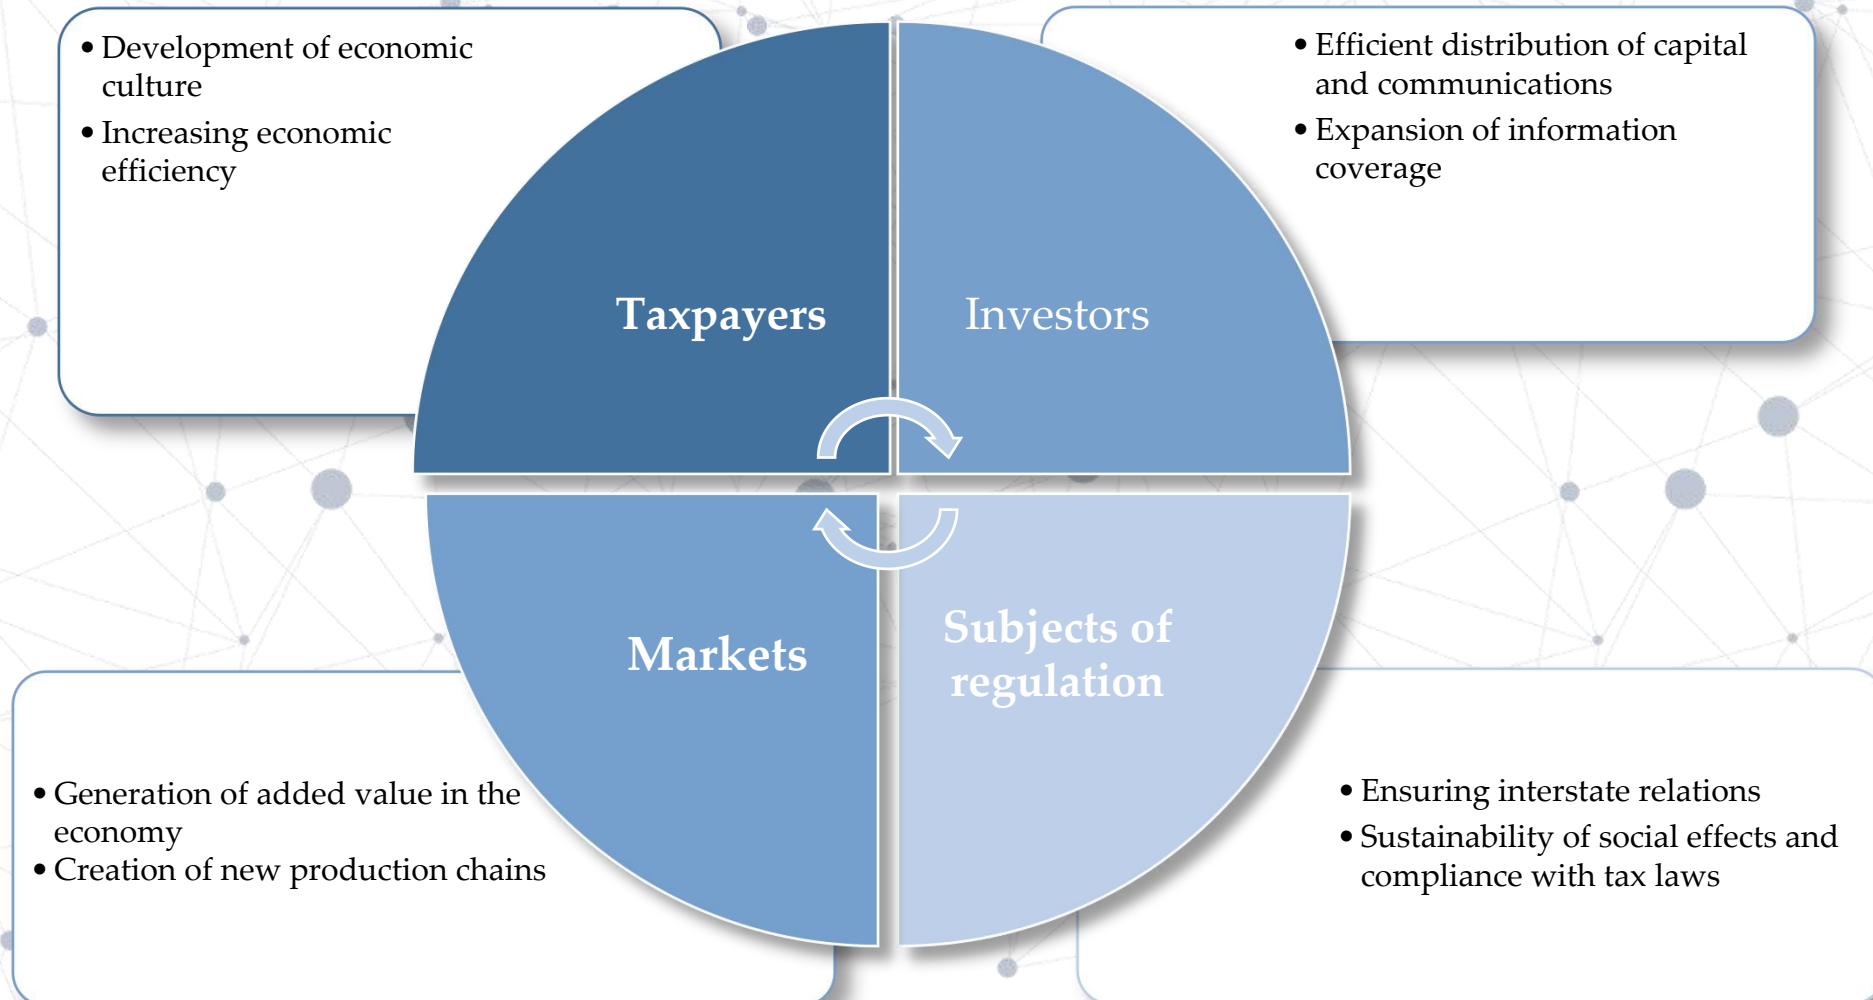 • Development of economic
culture
• Increasing economic
efficiency
• Efficient distribution of capital
and communications
• Expansion of information
coverage
Taxpayers
Investors
Markets
Subjects of
regulation
• Generation of added value in the
economy
• Creation of new production chains
• Ensuring interstate relations
• Sustainability of social effects and
compliance with tax laws